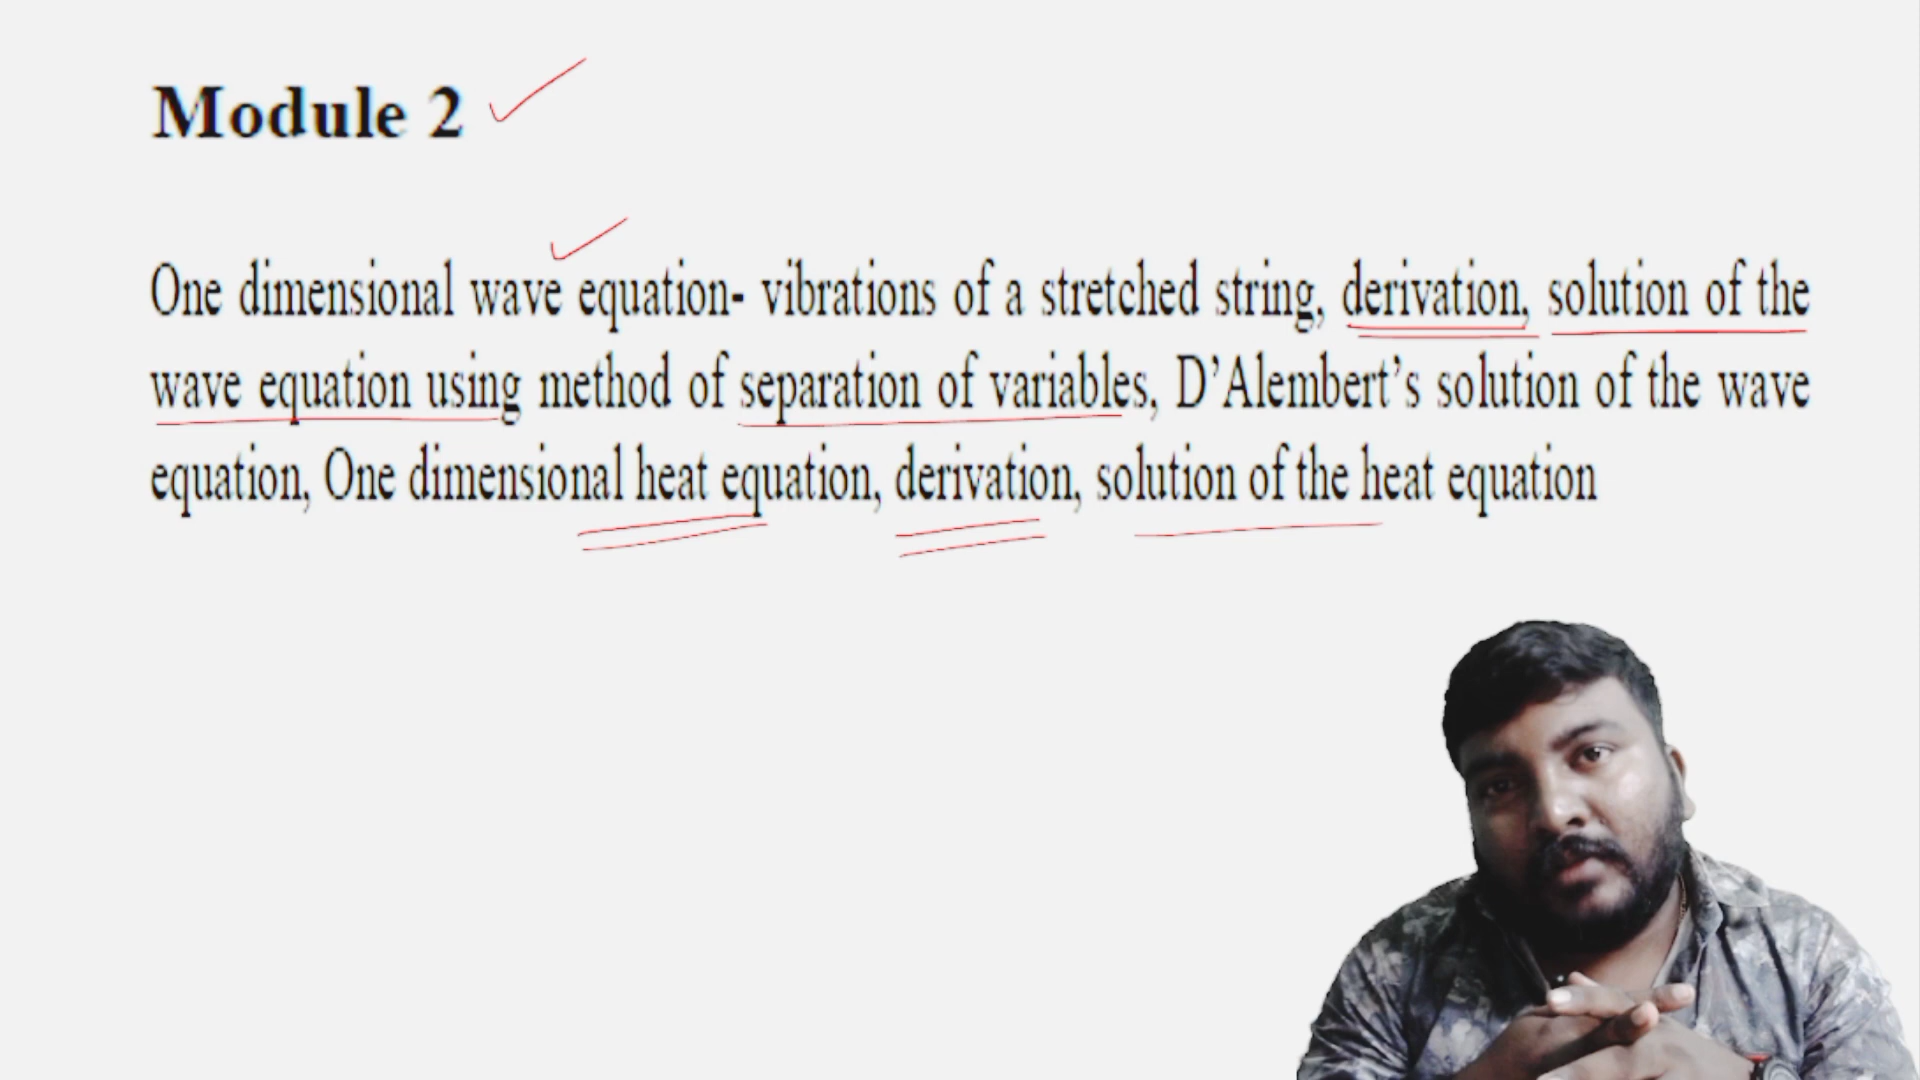 Module 2
One dimensional wave equation- vibrations of a stretched string, derivation, solution of the
wave equation using method of separation of variables, D’Alembert’s solution of the wave
equation, One dimensional heat equation, derivation, solution of the heat equation